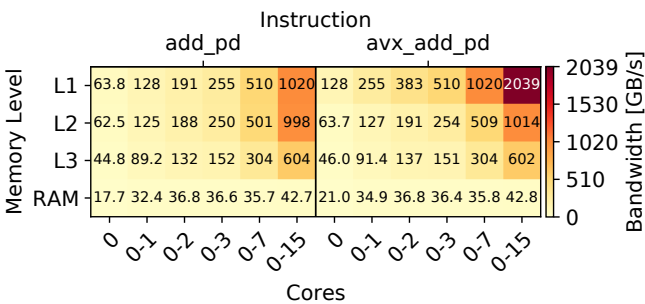 Instruction
add_pd avx_add_pd
Memory Level
L1 63.8 128 191 255 510 1020 128 255 383 510 1020 2039
L2 62.5 125 188 250 501 998 63.7 127 191 254 509 1014
L3 44.8 89.2 132 152 304 604 46.0 91.4 137 151 304 602
RAM 17.7 32.4 36.8 36.6 35.7 42.7 21.0 34.9 36.8 36.4 35.8 42.8
0 0-1 0-2 0-3 0-7 0-15 0 0-1 0-2 0-3 0-7 0-15
Cores
2039
1530
1020
510
0
Bandwidth [GB/s]